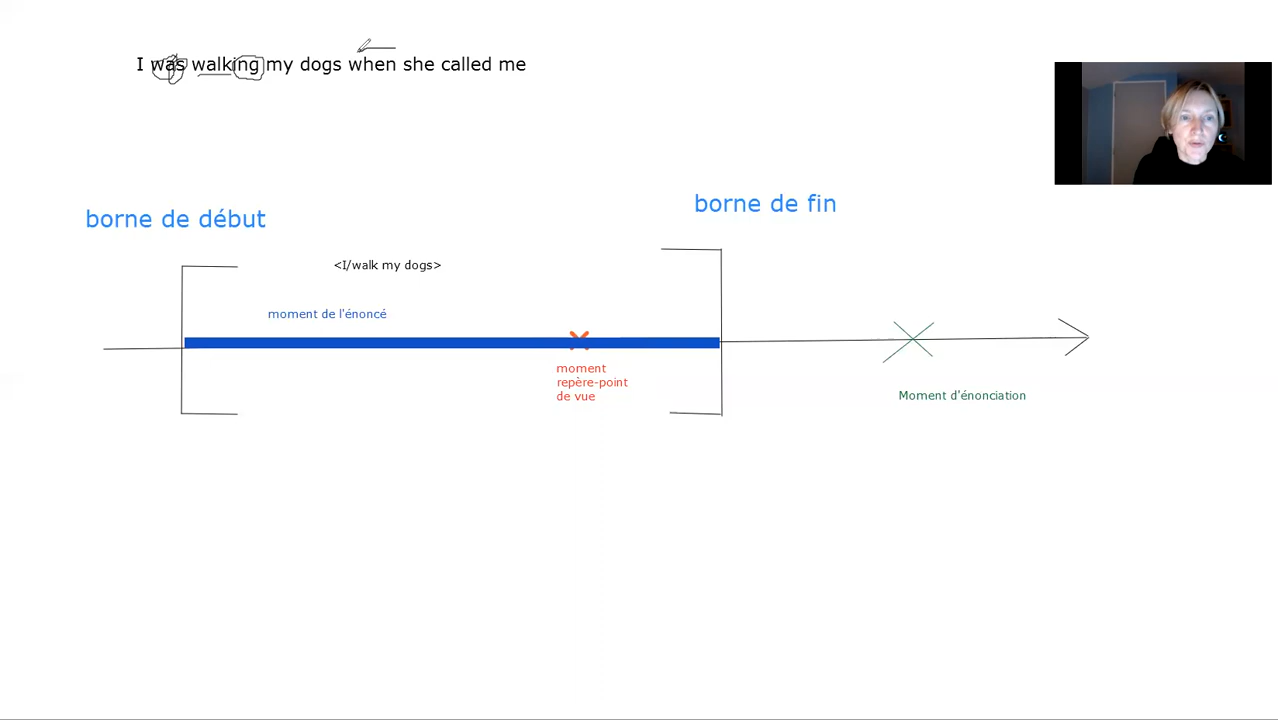 I was walking my dogs when she called me
borne de début
borne de fin
<I/walk my dogs>
moment de l'énoncé
moment
repère-point
de vue
Moment d'énonciation